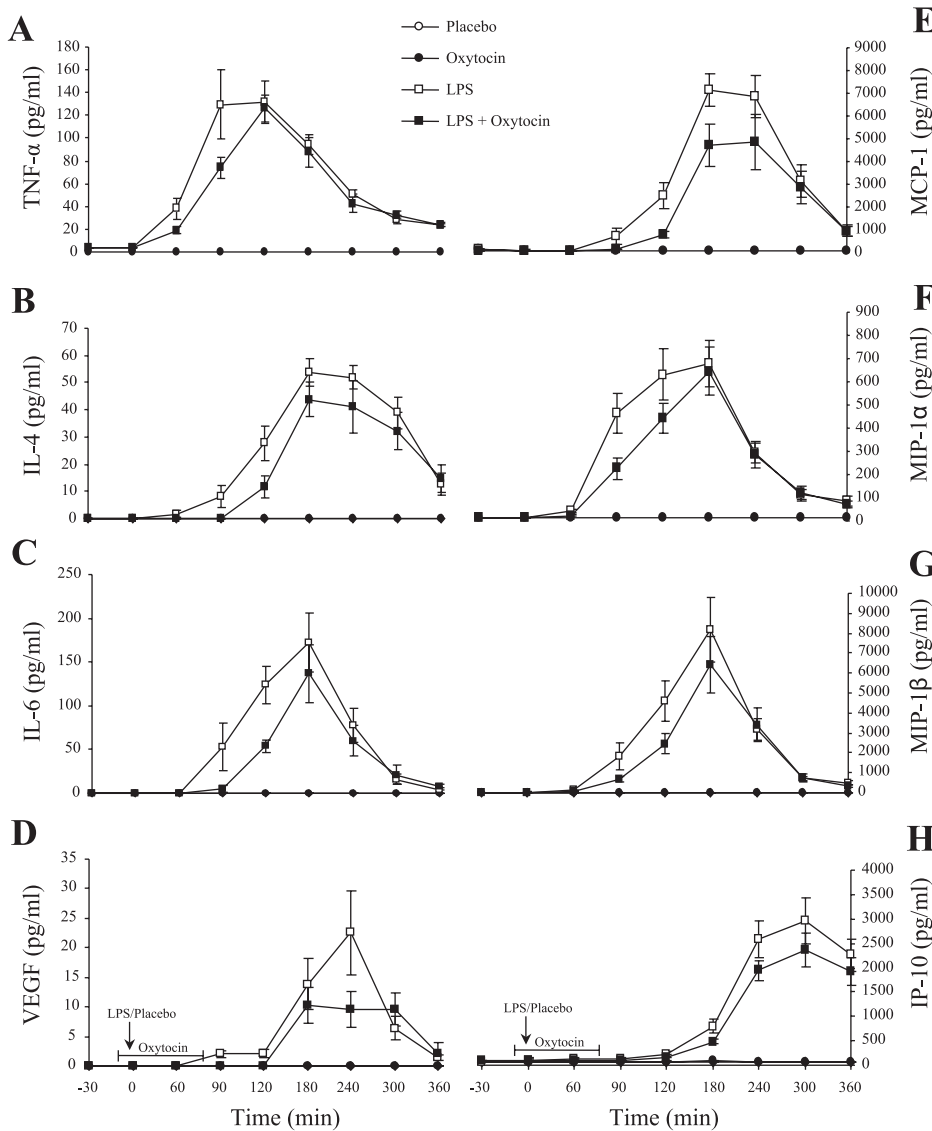 Placebo
Oxytocin
LPS
LPS + Oxytocin
A
TNF-α (pg/ml)
180
160
140
120
100
80
60
40
20
0
E
MCP-1 (pg/ml)
9000
8000
7000
6000
5000
4000
3000
2000
1000
0
B
IL-4 (pg/ml)
70
60
50
40
30
20
10
0
F
MIP-1α (pg/ml)
900
800
700
600
500
400
300
200
100
0
C
IL-6 (pg/ml)
250
200
150
100
50
0
G
MIP-1β (pg/ml)
10000
9000
8000
7000
6000
5000
4000
3000
2000
1000
0
D
VEGF (pg/ml)
35
30
25
20
15
10
5
0
LPS/Placebo
Oxytocin
-30 0 60 90 120 180 240 300 360
Time (min)
H
IP-10 (pg/ml)
4000
3500
3000
2500
2000
1500
1000
500
0
LPS/Placebo
Oxytocin
-30 0 60 90 120 180 240 300 360
Time (min)